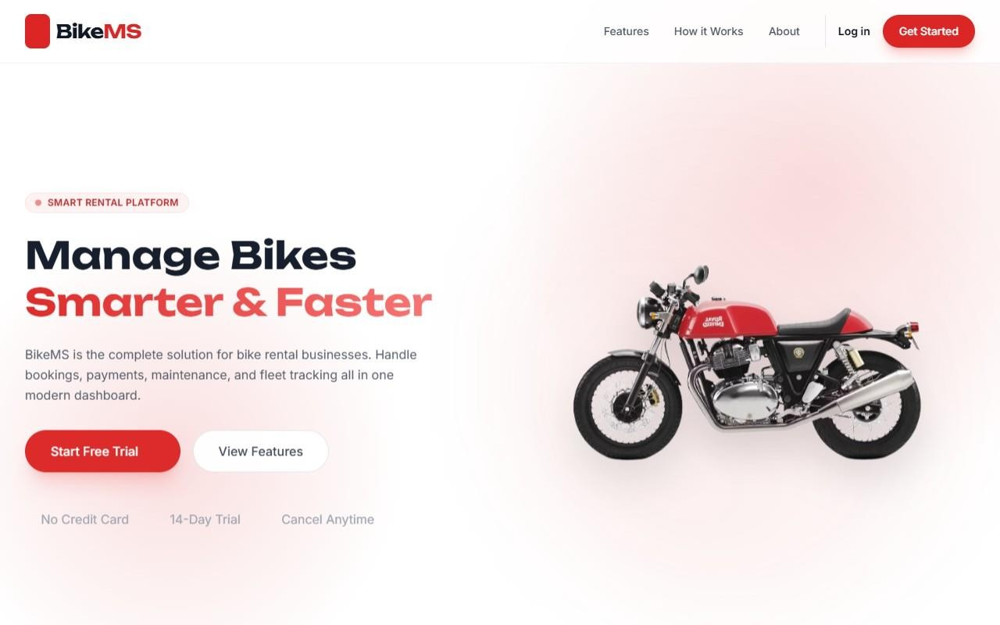 BikeMS
Features
How it Works
About
Log in
Get Started
SMART RENTAL PLATFORM
Manage Bikes
Smarter & Faster
BikeMS is the complete solution for bike rental businesses. Handle
bookings, payments, maintenance, and fleet tracking all in one
modern dashboard.
Start Free Trial
View Features
No Credit Card
14-Day Trial
Cancel Anytime
ROYAL
ENFIELD